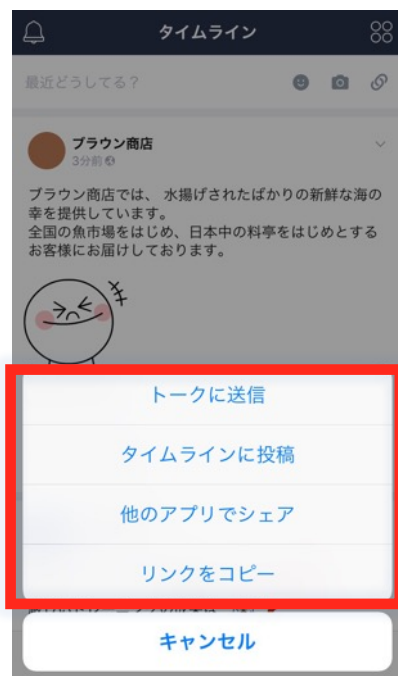 タイムライン
最近どうしてる?
ブラウン商店
3分前
ブラウン商店では、 水揚げされたばかりの新鮮な海の
幸を提供しています。
全国の魚市場をはじめ、日本中の料亭をはじめとする
お客様にお届けしております。
トークに送信
タイムラインに投稿
他のアプリでシェア
リンクをコピー
キャンセル